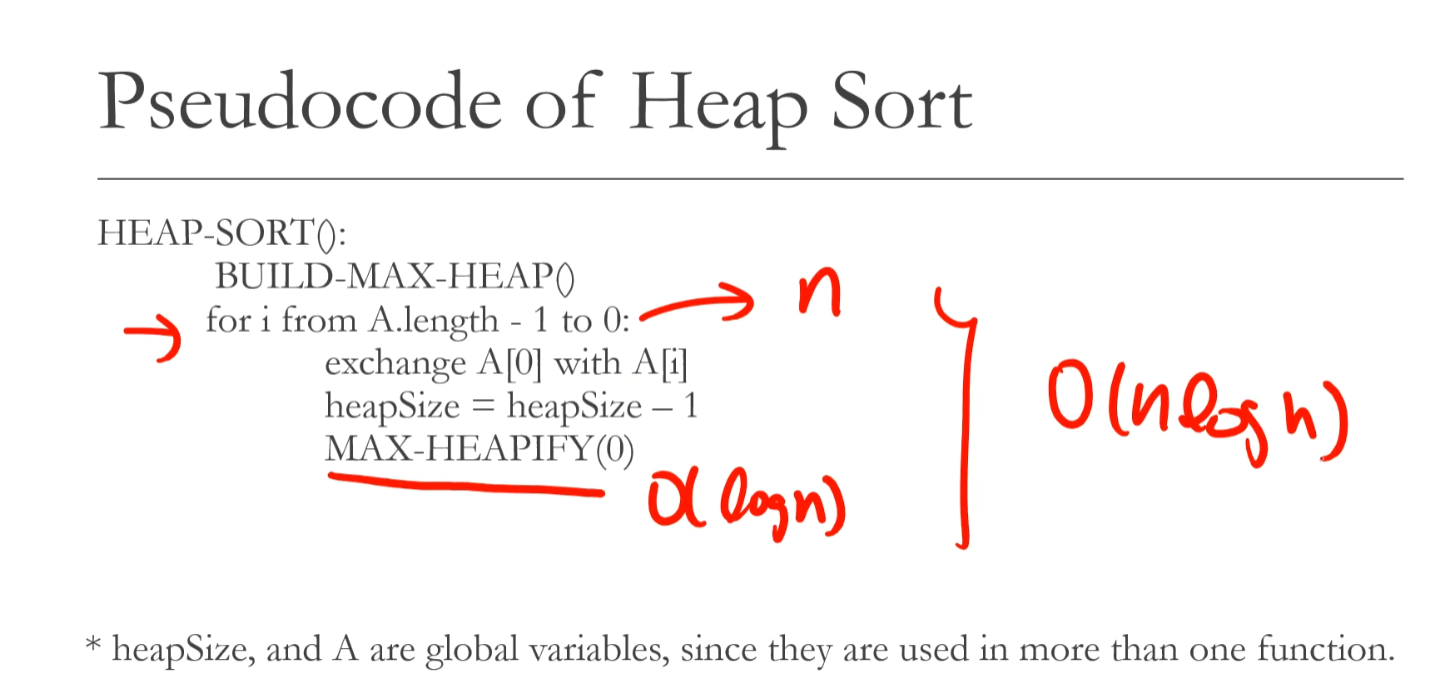 Pseudocode of Heap Sort
HEAP-SORT():
BUILD-MAX-HEAP()
for i from A.length - 1 to 0: → n
exchange A[0] with A[i]
heapSize = heapSize – 1
MAX-HEAPIFY(0)
O(log n)
O(n log n)
* heapSize, and A are global variables, since they are used in more than one function.